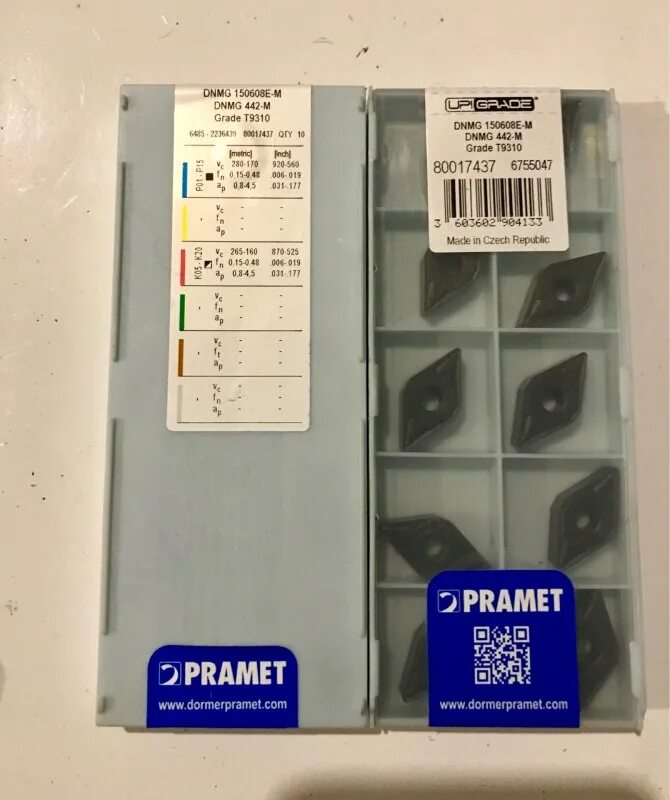 DNMG 150608E-M
DNMG 442-M
Grade T9310
6485 - 2236439 80017437 QTY 10
[metric] [inch]
P01 - P15
vc 280-170 920-560
fn 0,15-0,48 .006-.019
ap 0,8-4,5 .031-.177
vc - -
fn - -
ap - -
K05 - K20
vc 265-160 870-525
fn 0,15-0,48 .006-.019
ap 0,8-4,5 .031-.177
vc - -
fn - -
ap - -
vc - -
ft - -
ap - -
vc - -
fn - -
ap - -
PRAMET
www.dormerpramet.com
UP!GRADE
DNMG 150608E-M
DNMG 442-M
Grade T9310
80017437 6755047
3 603602 904133
Made in Czech Republic
PRAMET
www.dormerpramet.com